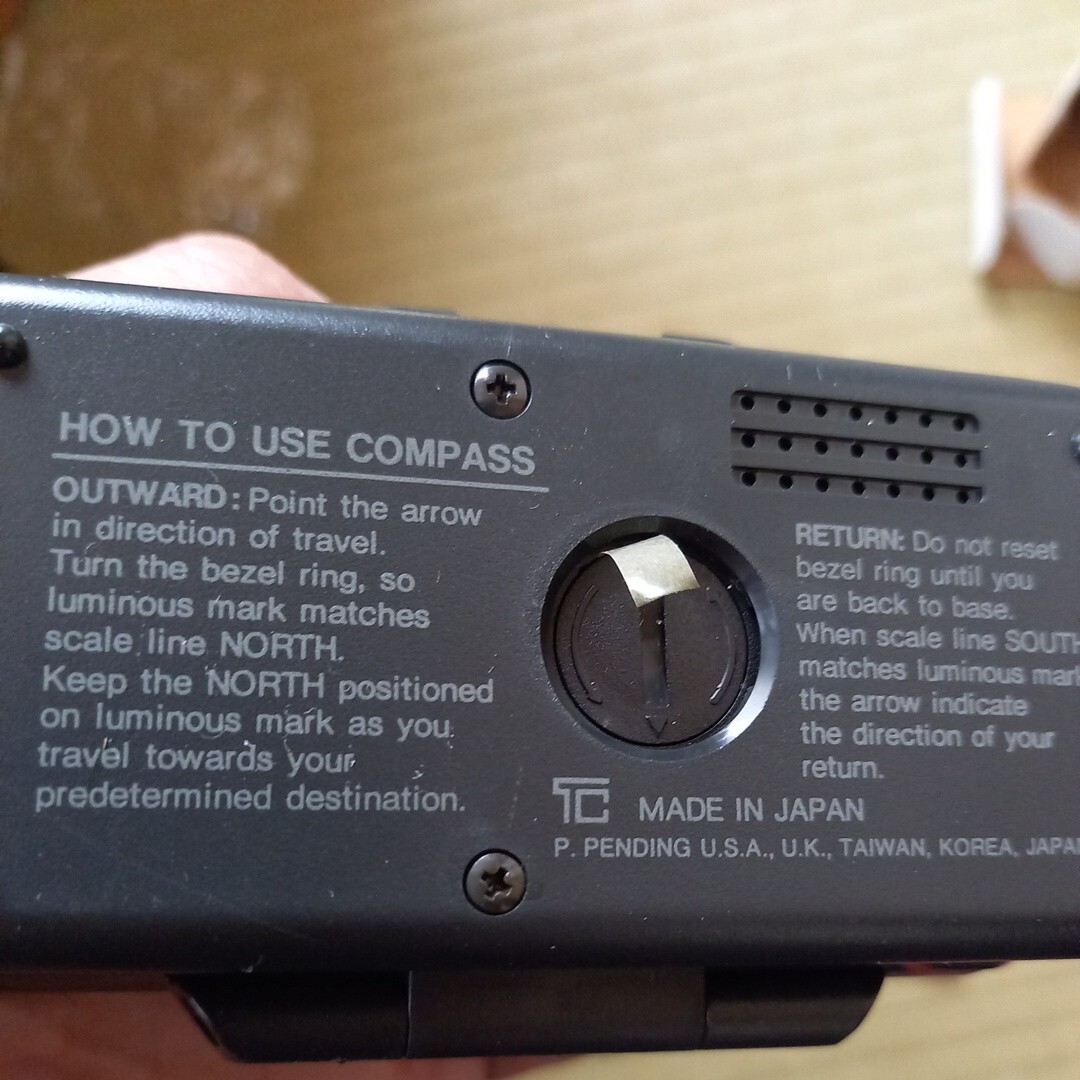 HOW TO USE COMPASS
OUTWARD: Point the arrow
in direction of travel.
Turn the bezel ring, so
luminous mark matches
scale line NORTH.
Keep the NORTH positioned
on luminous mark as you
travel towards your
predetermined destination.
RETURN: Do not reset
bezel ring until you
are back to base.
When scale line SOUTH
matches luminous mark
the arrow indicate
the direction of your
return.
TC MADE IN JAPAN
P. PENDING U.S.A., U.K., TAIWAN, KOREA, JAPAN